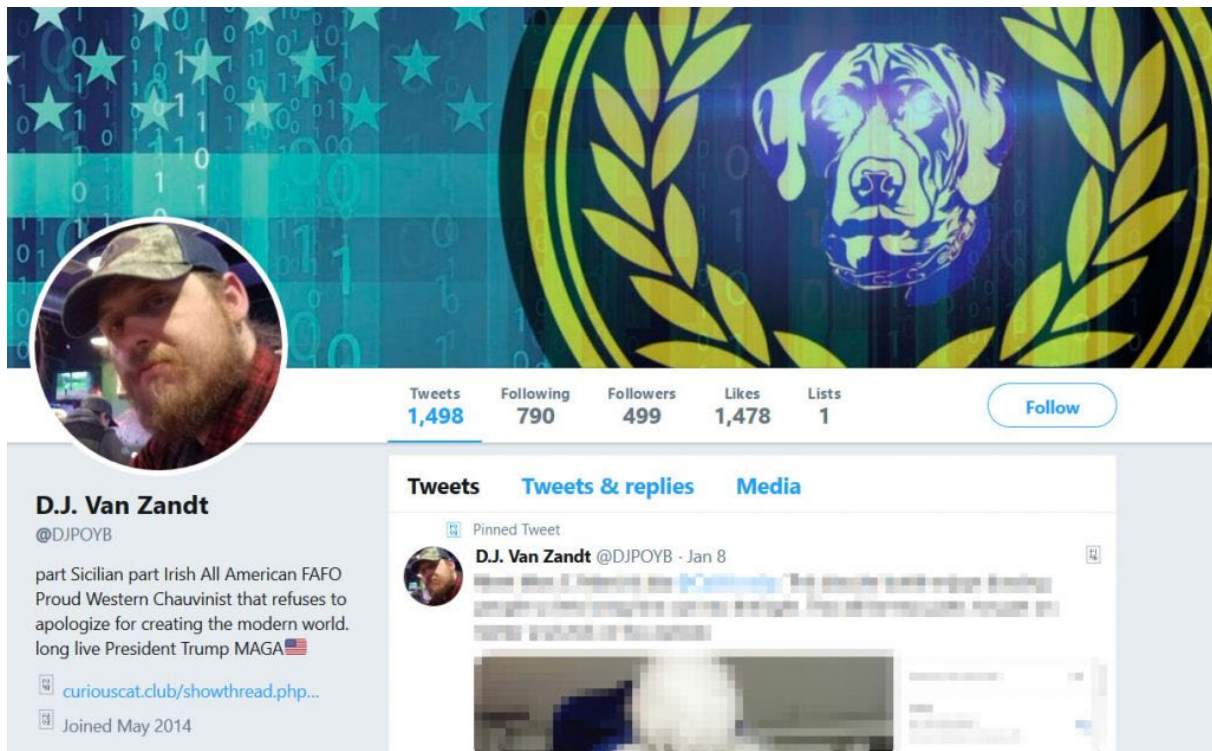 Tweets Following Followers Likes Lists
1,498 790 499 1,478 1
Follow
D.J. Van Zandt
@DJPOYB
part Sicilian part Irish All American FAFO
Proud Western Chauvinist that refuses to
apologize for creating the modern world.
long live President Trump MAGA🇺🇸
curiouscat.club/showthread.php...
Joined May 2014
Tweets Tweets & replies Media
Pinned Tweet
D.J. Van Zandt @DJPOYB · Jan 8